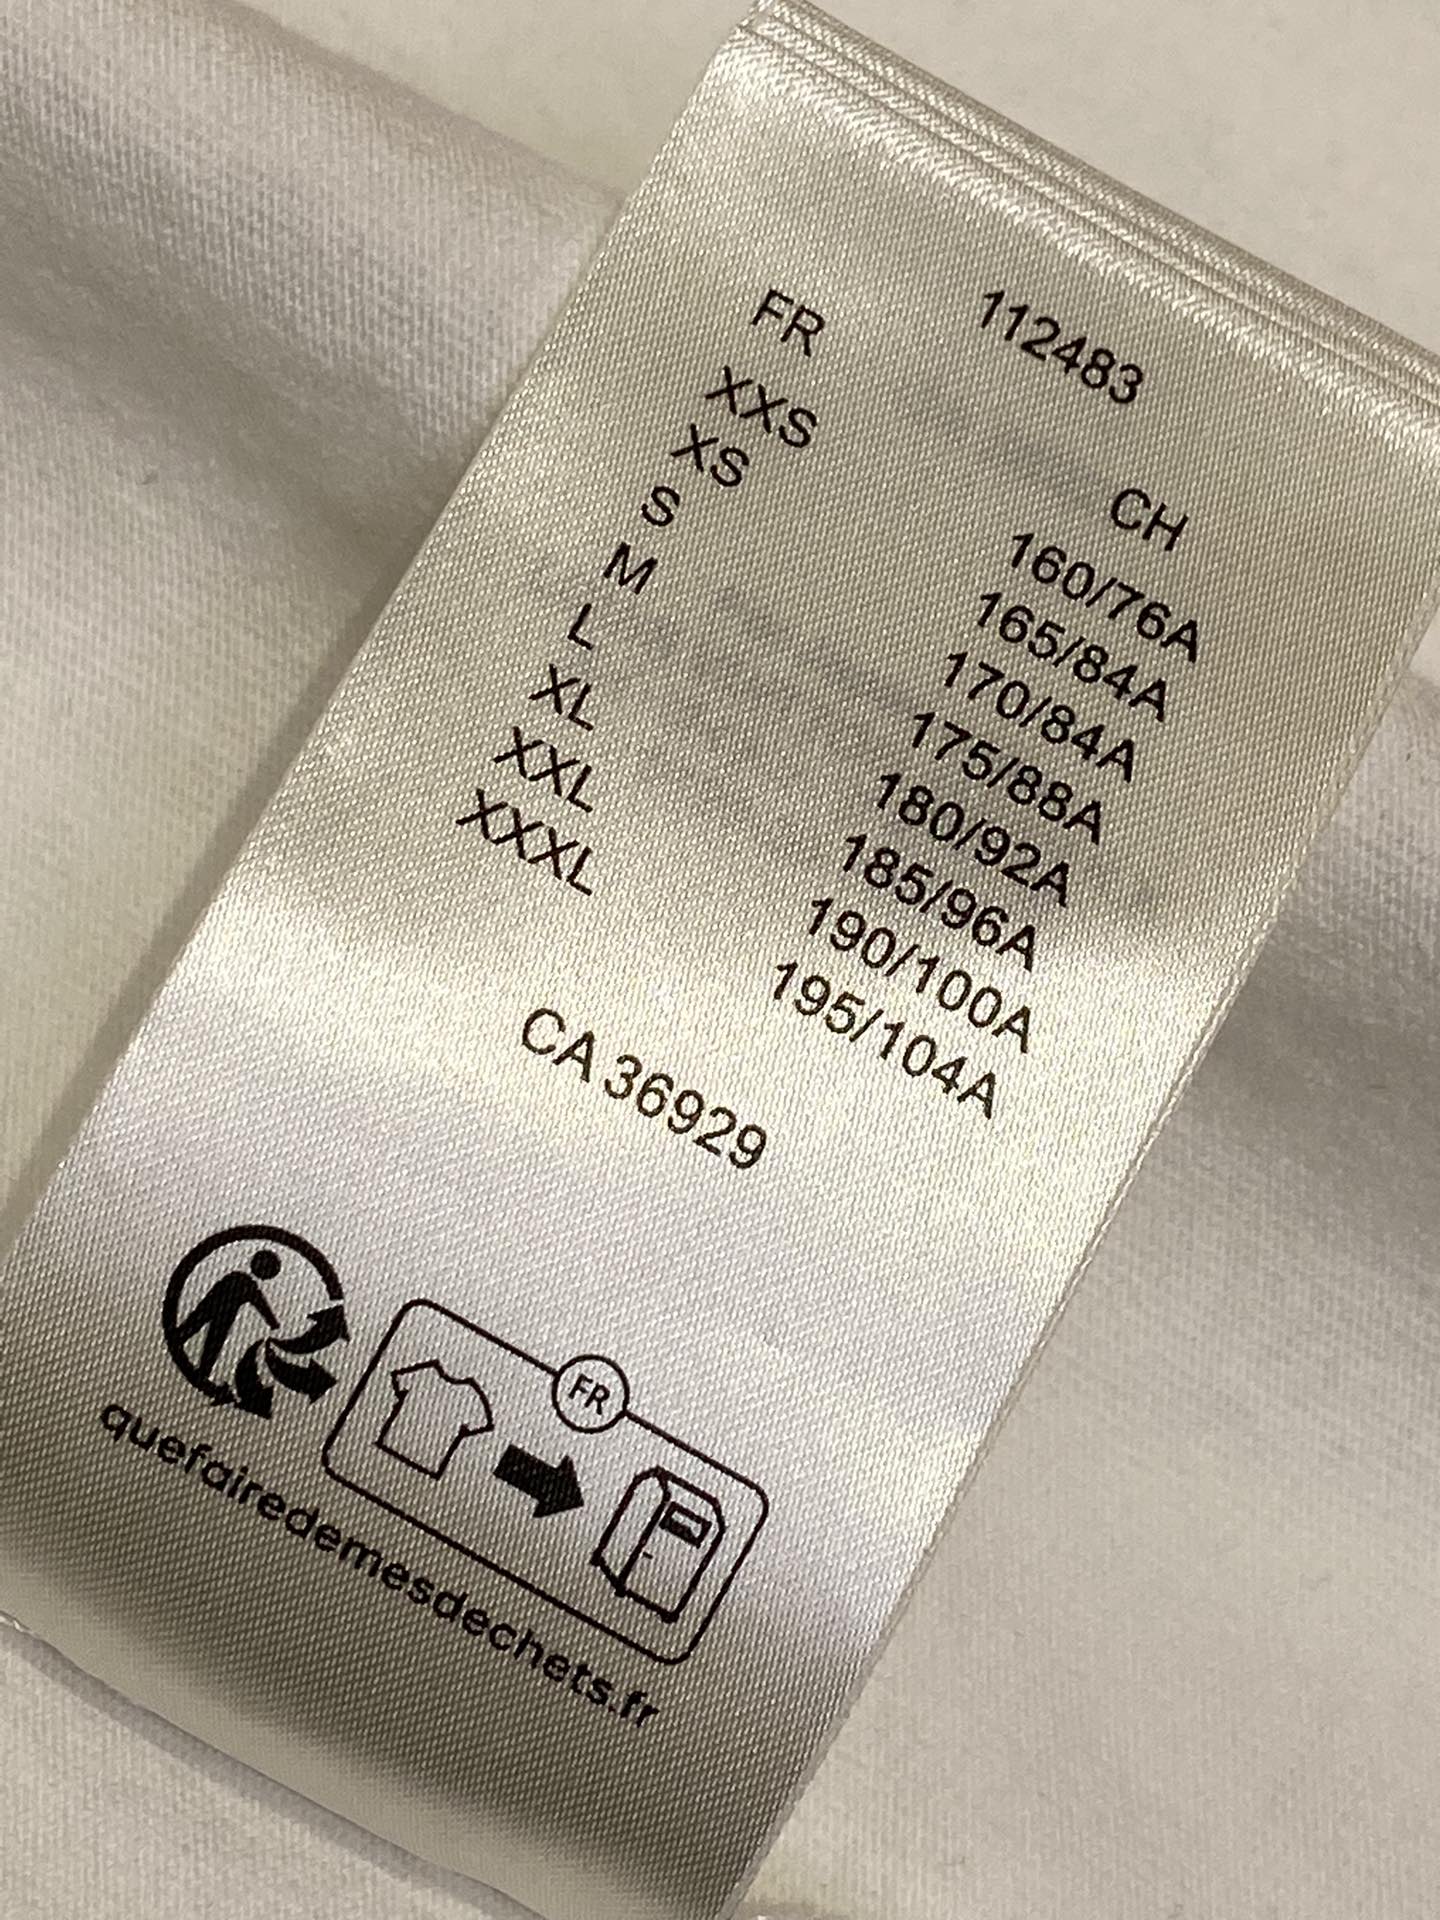 112483
FR CH
XXS 160/76A
XS 165/84A
S 170/84A
M 175/88A
L 180/92A
XL 185/96A
XXL 190/100A
XXXL 195/104A
CA 36929
FR
quefairedemesdechets.fr